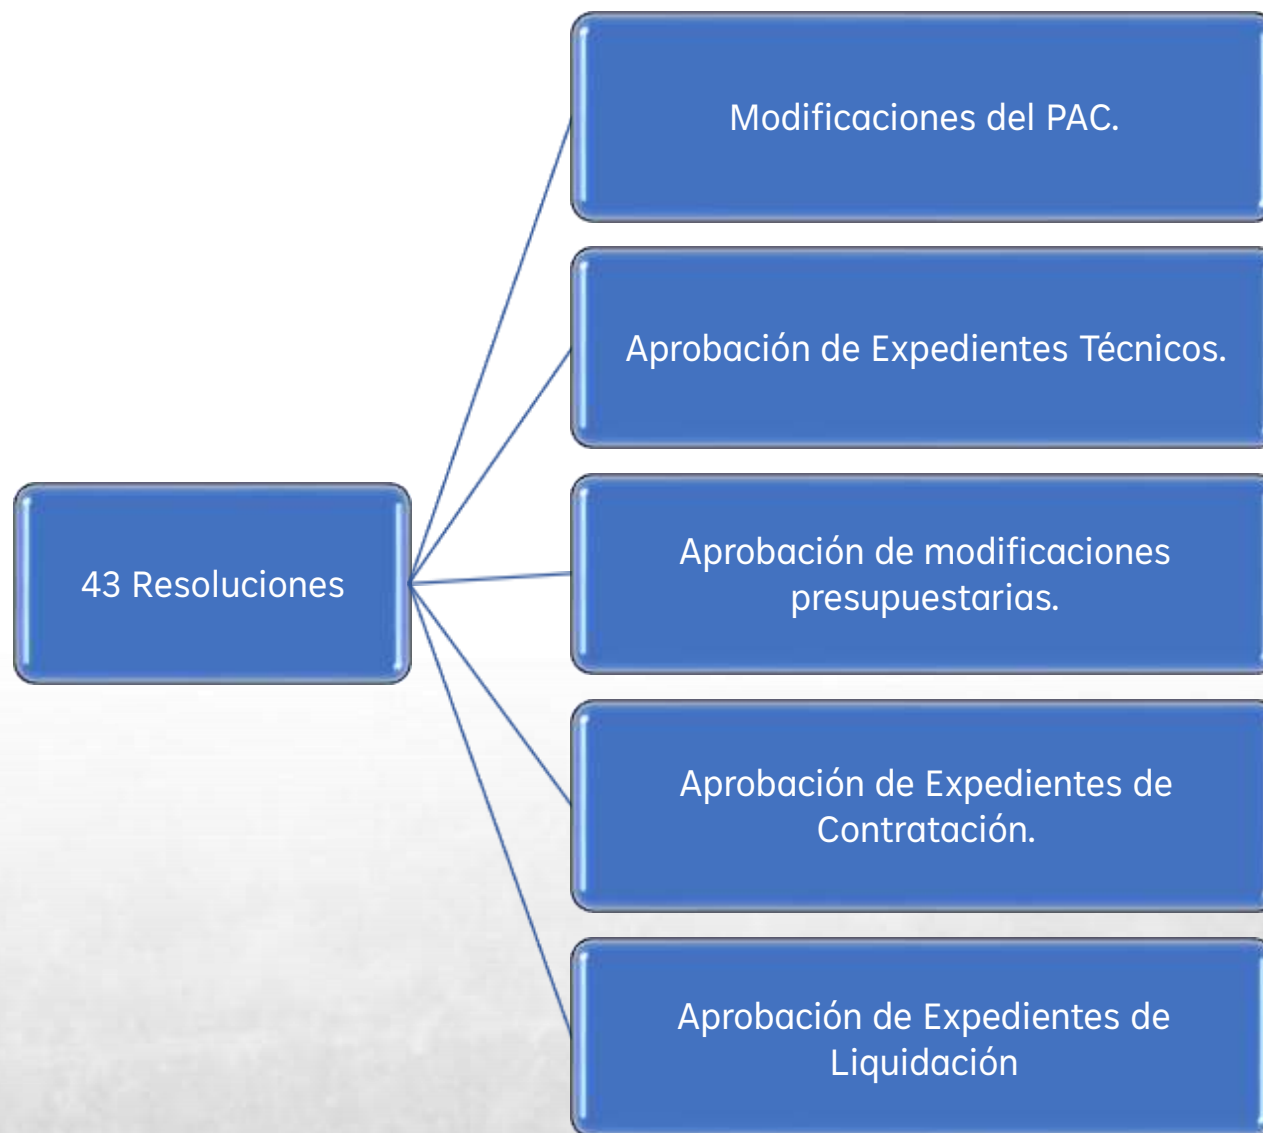 43 Resoluciones
Modificaciones del PAC.
Aprobación de Expedientes Técnicos.
Aprobación de modificaciones
presupuestarias.
Aprobación de Expedientes de
Contratación.
Aprobación de Expedientes de
Liquidación